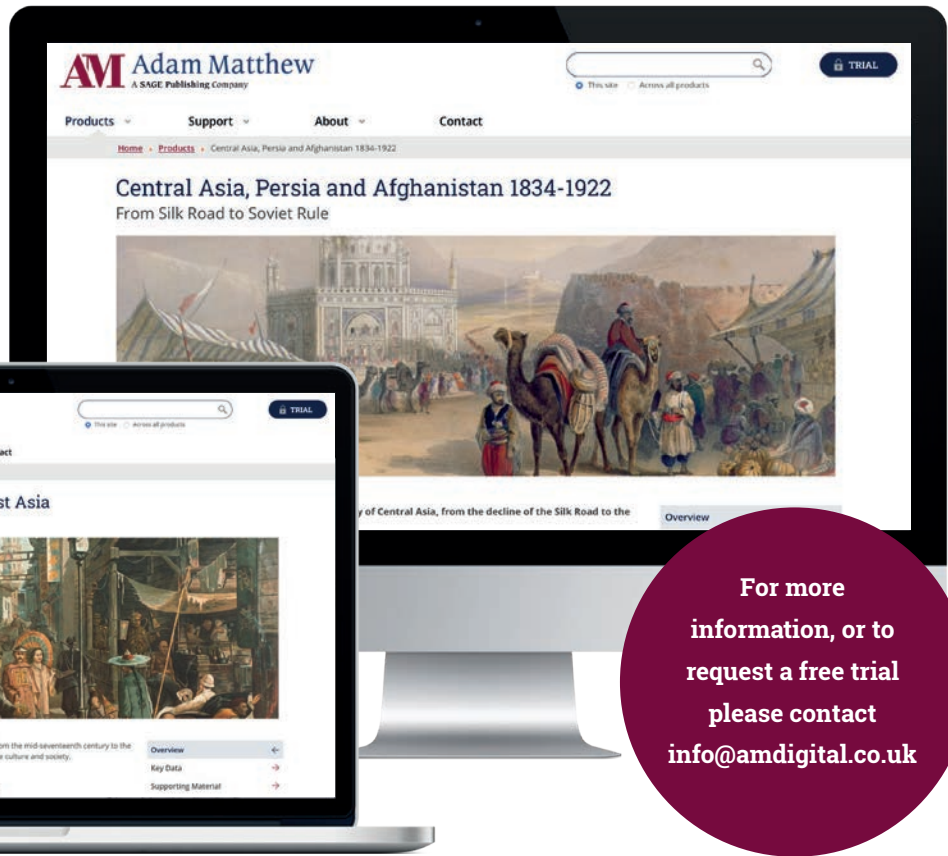 AM Adam Matthew
A SAGE Publishing Company
This site Across all products
TRIAL
Products Support About Contact
Home Products Central Asia, Persia and Afghanistan 1834-1922
Central Asia, Persia and Afghanistan 1834-1922
From Silk Road to Soviet Rule
y of Central Asia, from the decline of the Silk Road to the
Overview
TRIAL
This site Across all products
act
st Asia
om the mid-seventeenth century to the
e culture and society.
Overview
Key Data
Supporting Material
For more
information, or to
request a free trial
please contact
info@amdigital.co.uk